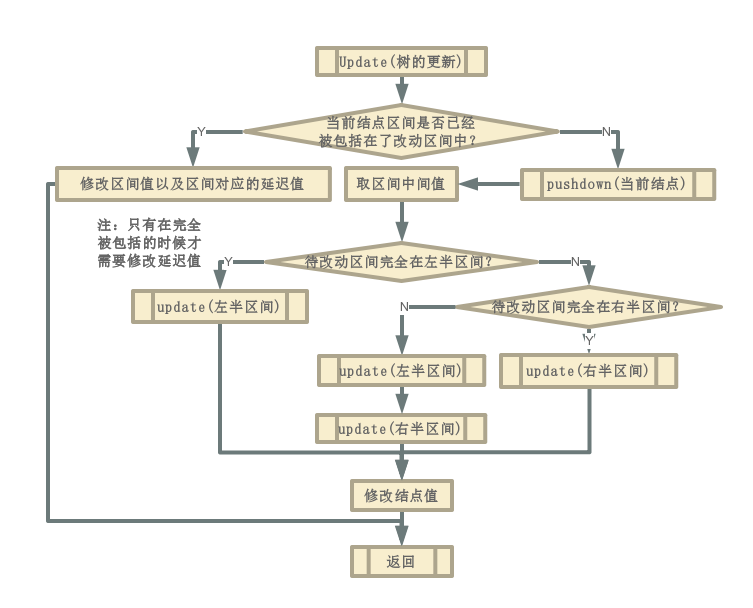 Update(树的更新)
当前结点区间是否已经
被包括在了改动区间中?
Y
N
修改区间值以及区间对应的延迟值
取区间中间值
pushdown(当前结点)
注: 只有在完全
被包括的时候才
需要修改延迟值
待改动区间完全在左半区间?
Y
N
update(左半区间)
待改动区间完全在右半区间?
N
'Y'
update(左半区间)
update(右半区间)
update(右半区间)
修改结点值
返回